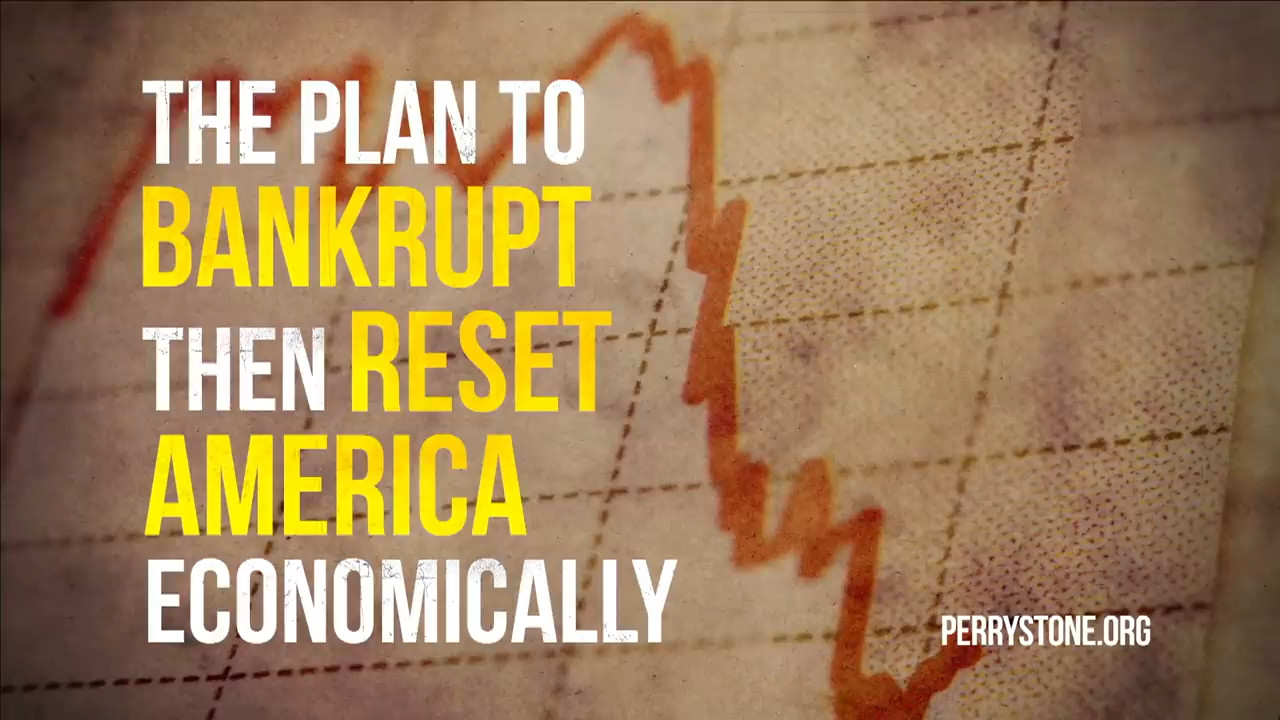 THE PLAN TO
BANKRUPT
THEN RESET
AMERICA
ECONOMICALLY
PERRYSTONE.ORG